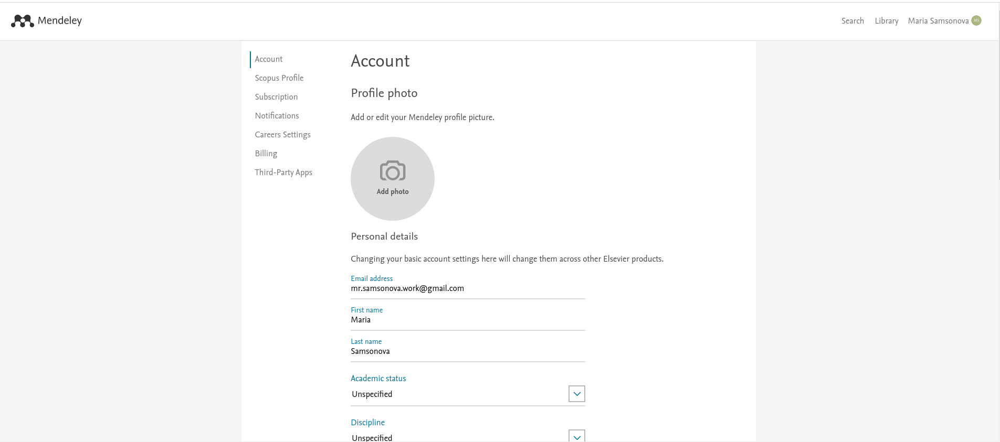 Mendeley
Search Library Maria Samsonova MS
Account
Scopus Profile
Subscription
Notifications
Careers Settings
Billing
Third-Party Apps
Account
Profile photo
Add or edit your Mendeley profile picture.
Add photo
Personal details
Changing your basic account settings here will change them across other Elsevier products.
Email address
mr.samsonova.work@gmail.com
First name
Maria
Last name
Samsonova
Academic status
Unspecified
Discipline
Unspecified